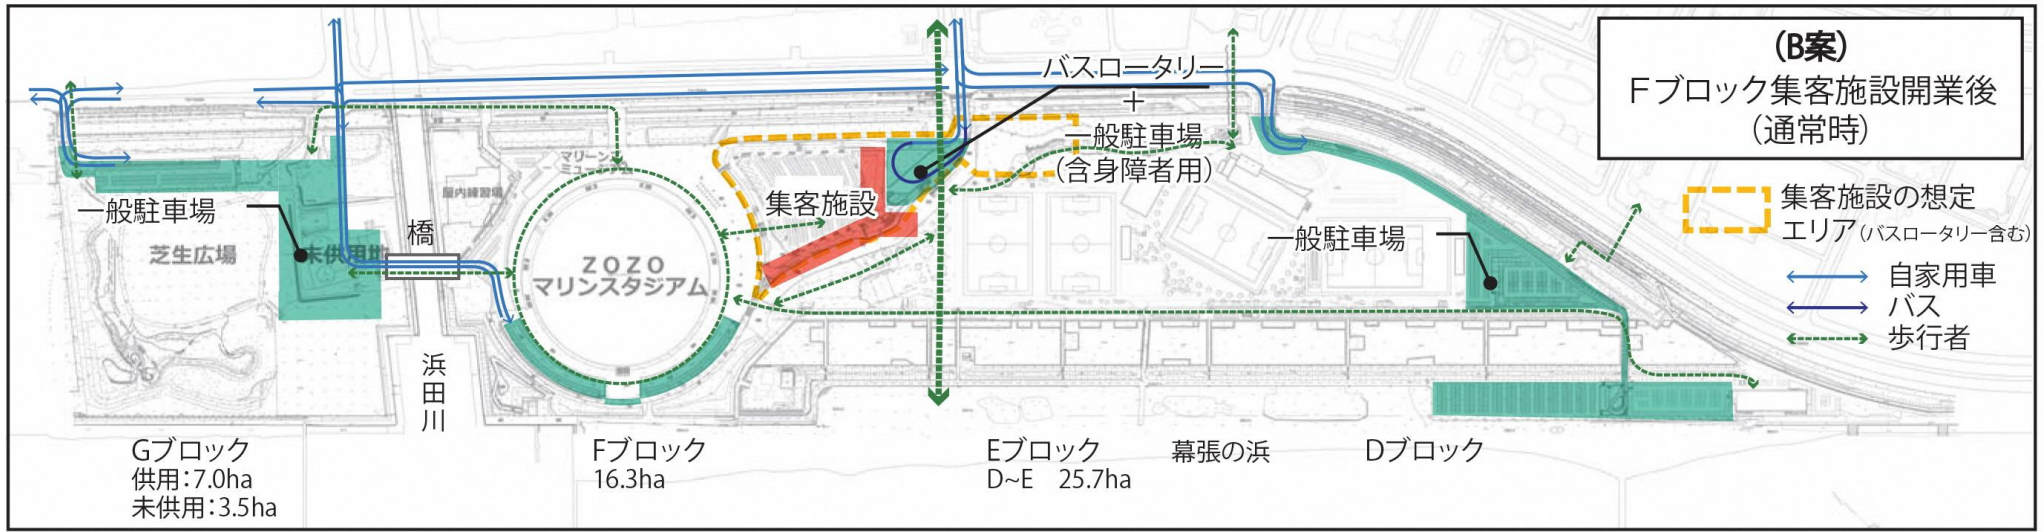 (B案)
Fブロック集客施設開業後
(通常時)
バスロータリー
+
一般駐車場
(含身障者用)
集客施設の想定
エリア(バスロータリー含む)
自家用車
バス
歩行者
マリーン
ミュージアム
屋内練習場
集客施設
一般駐車場
橋
芝生広場
未供用地
ZOZO
マリンスタジアム
一般駐車場
浜田川
Gブロック
供用：7.0ha
未供用：3.5ha
Fブロック
16.3ha
Eブロック
D~E 25.7ha
幕張の浜
Dブロック